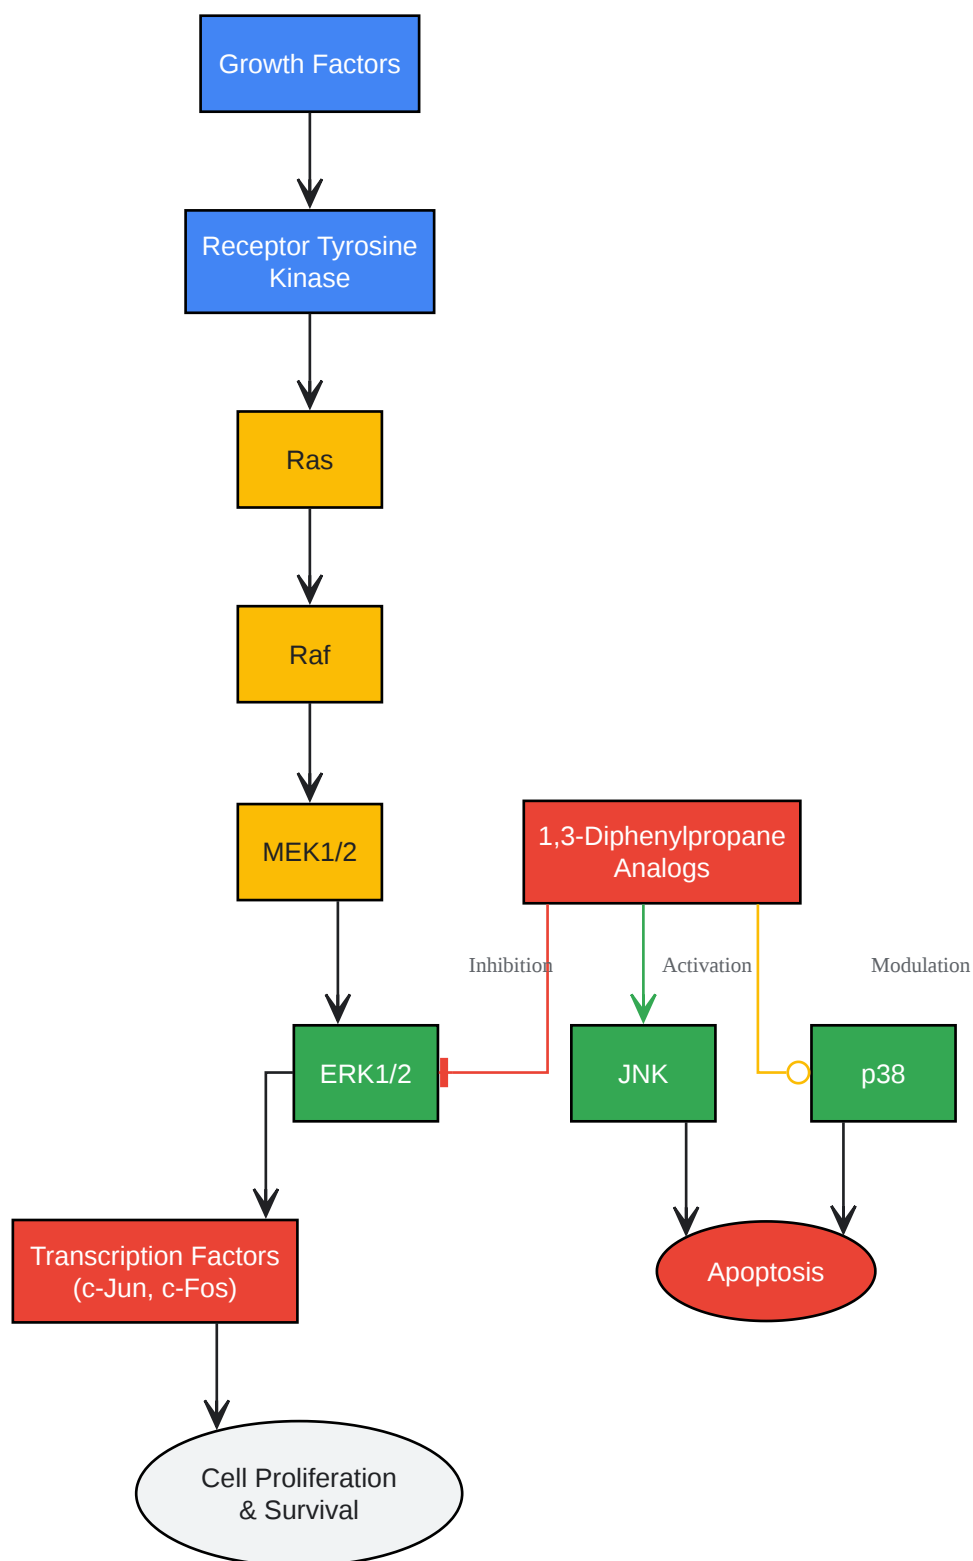 Growth Factors
Receptor Tyrosine
Kinase
Ras
Raf
MEK1/2
1,3-Diphenylpropane
Analogs
Inhibition
Activation
Modulation
ERK1/2
JNK
p38
Transcription Factors
(c-Jun, c-Fos)
Apoptosis
Cell Proliferation
& Survival